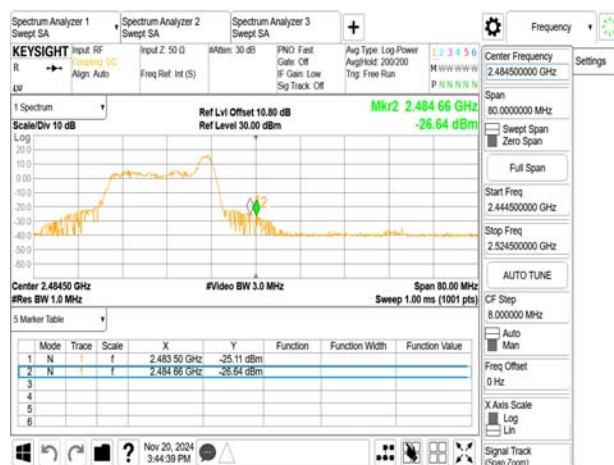 Spectrum Analyzer 1
Swept SA
Spectrum Analyzer 2
Swept SA
Spectrum Analyzer 3
Swept SA
Frequency
KEYSIGHT
R
Input: RF
Coupling: DC
Align: Auto
Input Z: 50 Ω
Freq Ref: Int (S)
#Atten: 30 dB
PNO: Fast
Gate: Off
IF Gain: Low
Sig Track: Off
Avg Type: Log-Power
Avg|Hold: 200/200
Trig: Free Run
1 2 3 4 5 6
M W W W W W
P N N N N N
1 Spectrum
Scale/Div 10 dB
Ref Lvl Offset 10.80 dB
Ref Level 30.00 dBm
Mkr2 2.484 66 GHz
-26.64 dBm
Log
20.0
10.0
0.00
-10.0
-20.0
-30.0
-40.0
-50.0
-60.0
2
Center 2.48450 GHz
#Res BW 1.0 MHz
#Video BW 3.0 MHz
Span 80.00 MHz
Sweep 1.00 ms (1001 pts)
5 Marker Table
Mode Trace Scale X Y Function Function Width Function Value
1 N 1 f 2.483 50 GHz -25.11 dBm
2 N 1 f 2.484 66 GHz -26.64 dBm
3
4
5
6
Nov 20, 2024
3:44:39 PM
Center Frequency
2.484500000 GHz
Settings
Span
80.0000000 MHz
Swept Span
Zero Span
Full Span
Start Freq
2.444500000 GHz
Stop Freq
2.524500000 GHz
AUTO TUNE
CF Step
8.000000 MHz
Auto
Man
Freq Offset
0 Hz
X Axis Scale
Log
Lin
Signal Track
(Span Zoom)